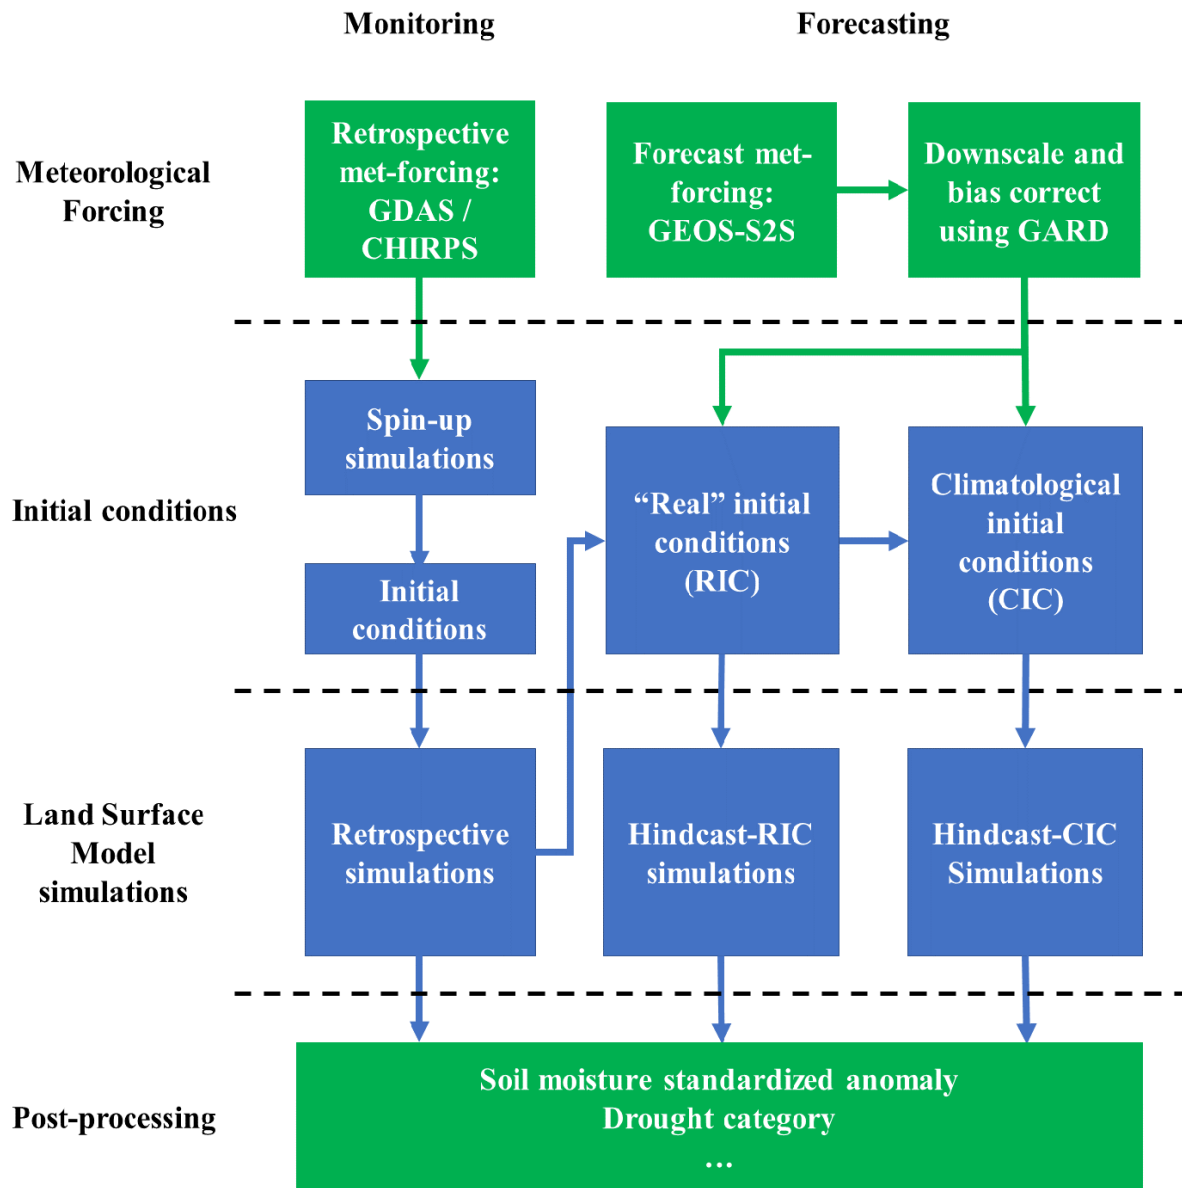 Monitoring
Forecasting
Meteorological
Forcing
Retrospective
met-forcing:
GDAS /
CHIRPS
Forecast met-
forcing:
GEOS-S2S
Downscale and
bias correct
using GARD
Initial conditions
Spin-up
simulations
Initial
conditions
“Real” initial
conditions
(RIC)
Climatological
initial
conditions
(CIC)
Land Surface
Model
simulations
Retrospective
simulations
Hindcast-RIC
simulations
Hindcast-CIC
Simulations
Post-processing
Soil moisture standardized anomaly
Drought category
…